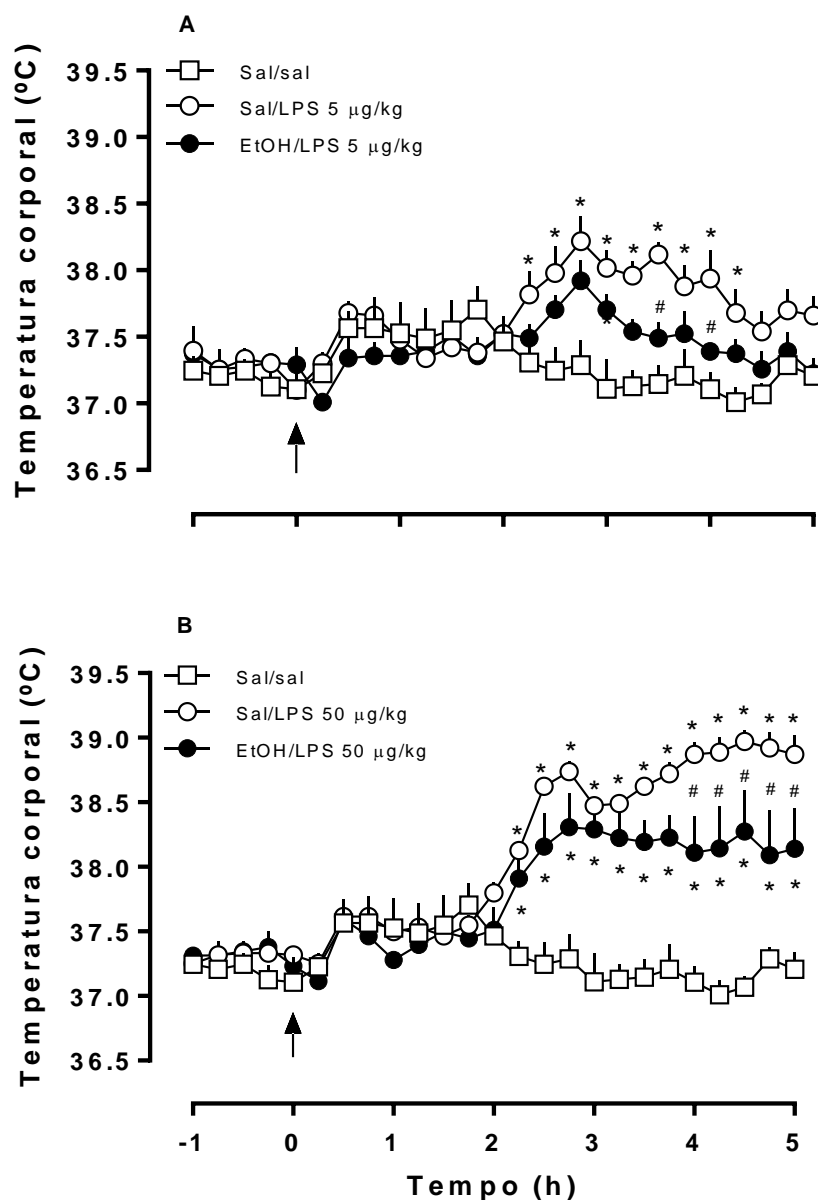 A
Temperatura corporal (ºC)
39.5
39.0
38.5
38.0
37.5
37.0
36.5
Sal/sal
Sal/LPS 5 µg/kg
EtOH/LPS 5 µg/kg
* * * * * * * * *
*
# #
B
Temperatura corporal (ºC)
39.5
39.0
38.5
38.0
37.5
37.0
36.5
Sal/sal
Sal/LPS 50 µg/kg
EtOH/LPS 50 µg/kg
* * * * * * * * * * * *
# # # # #
* * * * * * * * * * * *
-1 0 1 2 3 4 5
Tempo (h)